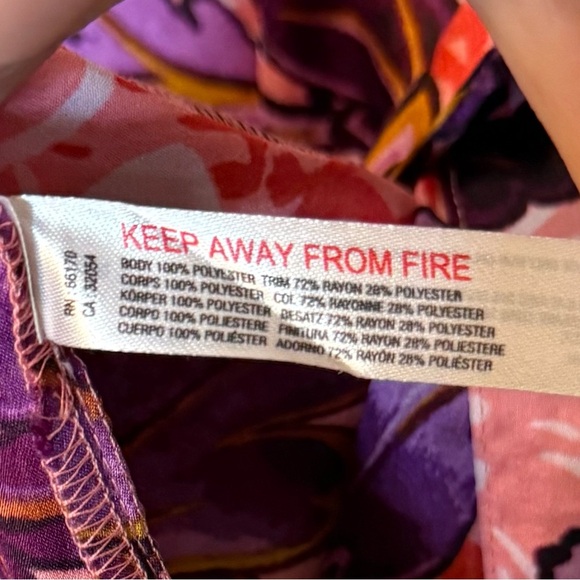 KEEP AWAY FROM FIRE
BODY 100% POLYESTER TRIM 72% RAYON 28% POLYESTER
CORPS 100% POLYESTER COL 72% RAYONNE 28% POLYESTER
KÖRPER 100% POLYESTER BESATZ 72% RAYON 28% POLYESTER
CORPO 100% POLIESTERE FINITURA 72% RAYON 28% POLIESTERE
CUERPO 100% POLIÉSTER ADORNO 72% RAYÓN 28% POLIÉSTER
RN : 66170
CA : 32054